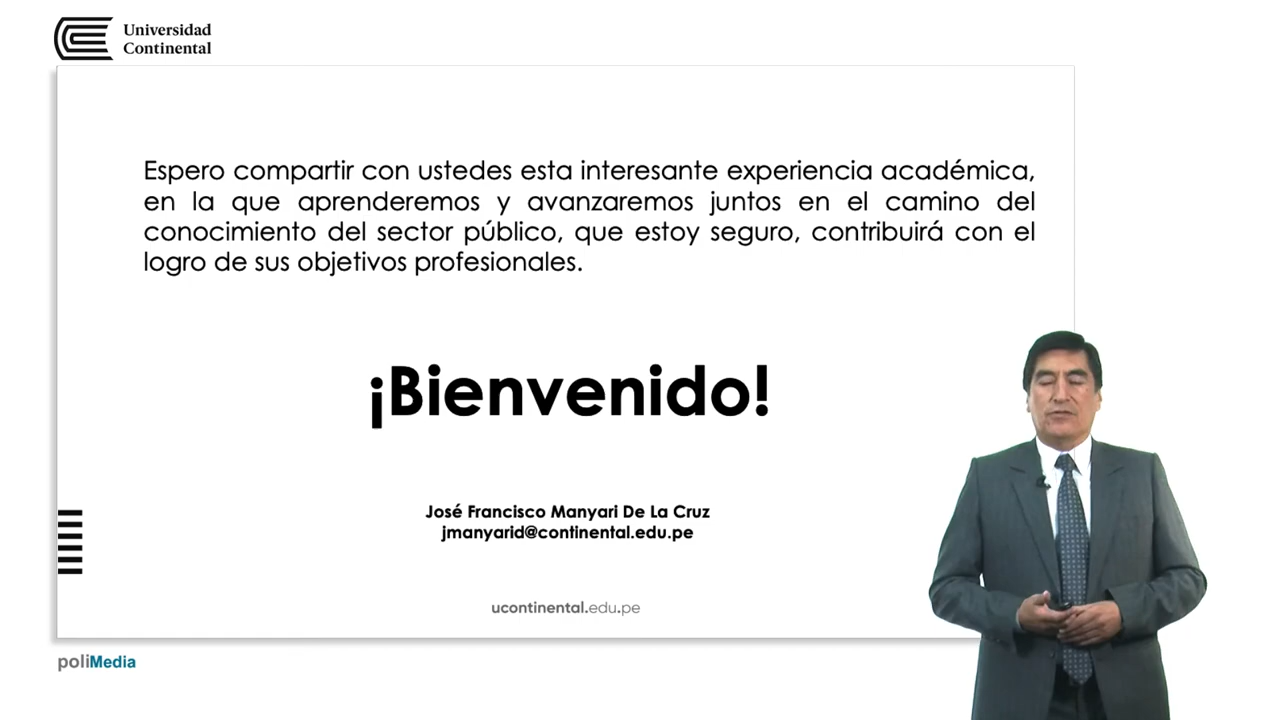 Universidad
Continental
Espero compartir con ustedes esta interesante experiencia académica,
en la que aprenderemos y avanzaremos juntos en el camino del
conocimiento del sector público, que estoy seguro, contribuirá con el
logro de sus objetivos profesionales.
¡Bienvenido!
José Francisco Manyari De La Cruz
jmanyarid@continental.edu.pe
ucontinental.edu.pe
poliMedia